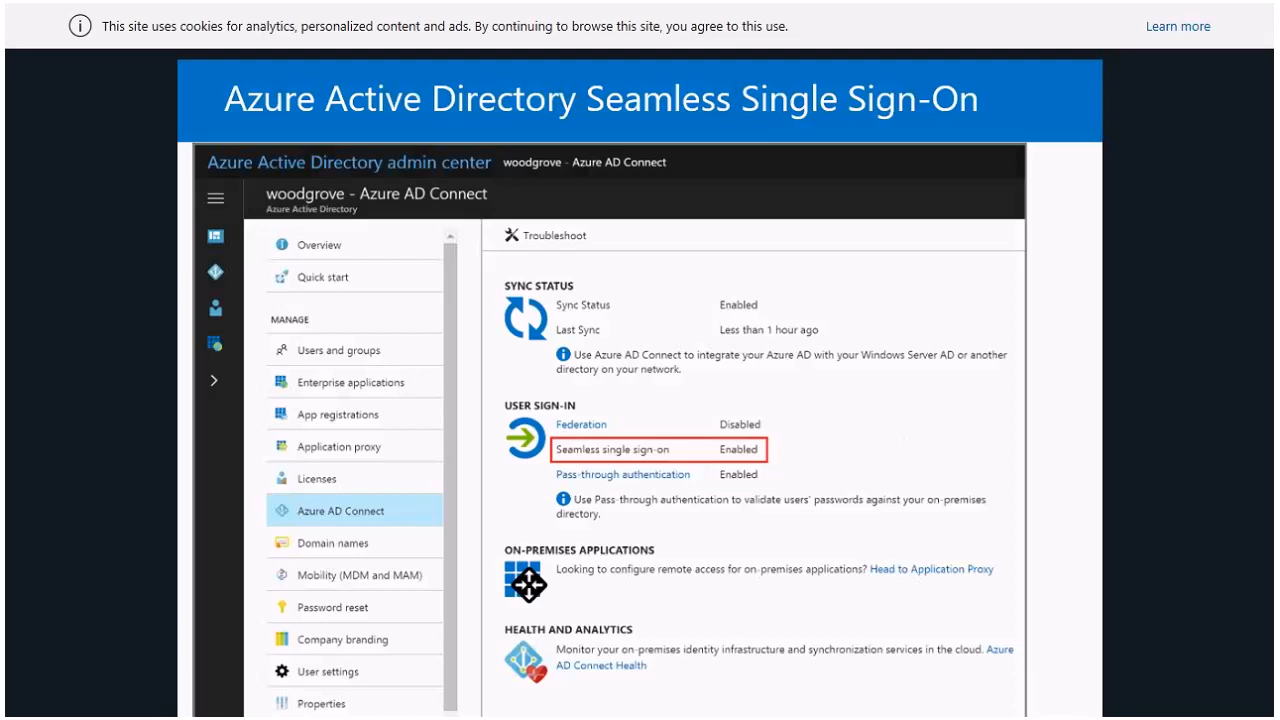 This site uses cookies for analytics, personalized content and ads. By continuing to browse this site, you agree to this use.
Learn more
Azure Active Directory Seamless Single Sign-On
Azure Active Directory admin center woodgrove - Azure AD Connect
woodgrove - Azure AD Connect
Azure Active Directory
Overview
Quick start
MANAGE
Users and groups
Enterprise applications
App registrations
Application proxy
Licenses
Azure AD Connect
Domain names
Mobility (MDM and MAM)
Password reset
Company branding
User settings
Properties
Troubleshoot
SYNC STATUS
Sync Status Enabled
Last Sync Less than 1 hour ago
Use Azure AD Connect to integrate your Azure AD with your Windows Server AD or another
directory on your network.
USER SIGN-IN
Federation Disabled
Seamless single sign-on Enabled
Pass-through authentication Enabled
Use Pass-through authentication to validate users' passwords against your on-premises
directory.
ON-PREMISES APPLICATIONS
Looking to configure remote access for on-premises applications? Head to Application Proxy
HEALTH AND ANALYTICS
Monitor your on-premises identity infrastructure and synchronization services in the cloud. Azure
AD Connect Health